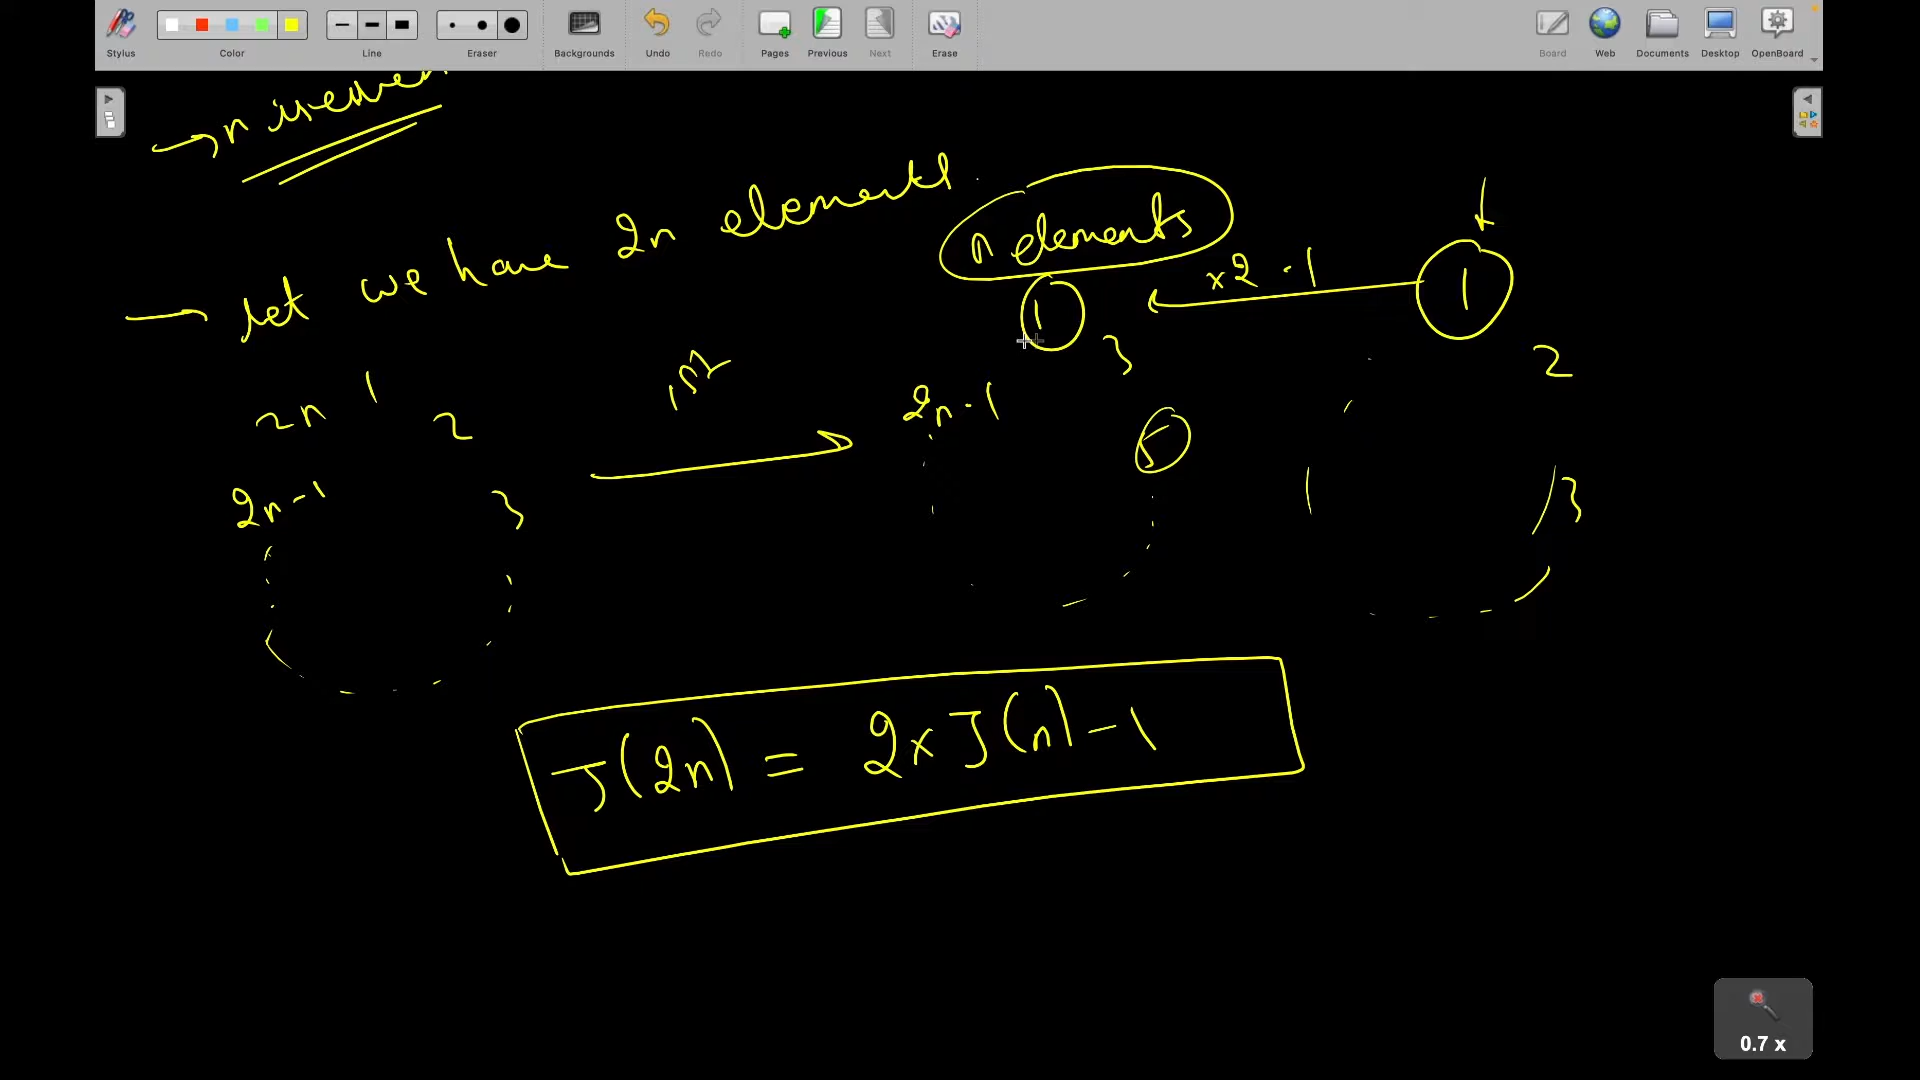 Stylus Color Line Eraser Backgrounds Undo Redo Pages Previous Next Erase Board Web Documents Desktop OpenBoard
→ n is even
— let we have 2n elements.
n elements
1
×2 -1
1
2n 1 2
1st
2n-1
3
2
2n-1
3
5
3
J(2n) = 2×J(n)-1
0.7 x